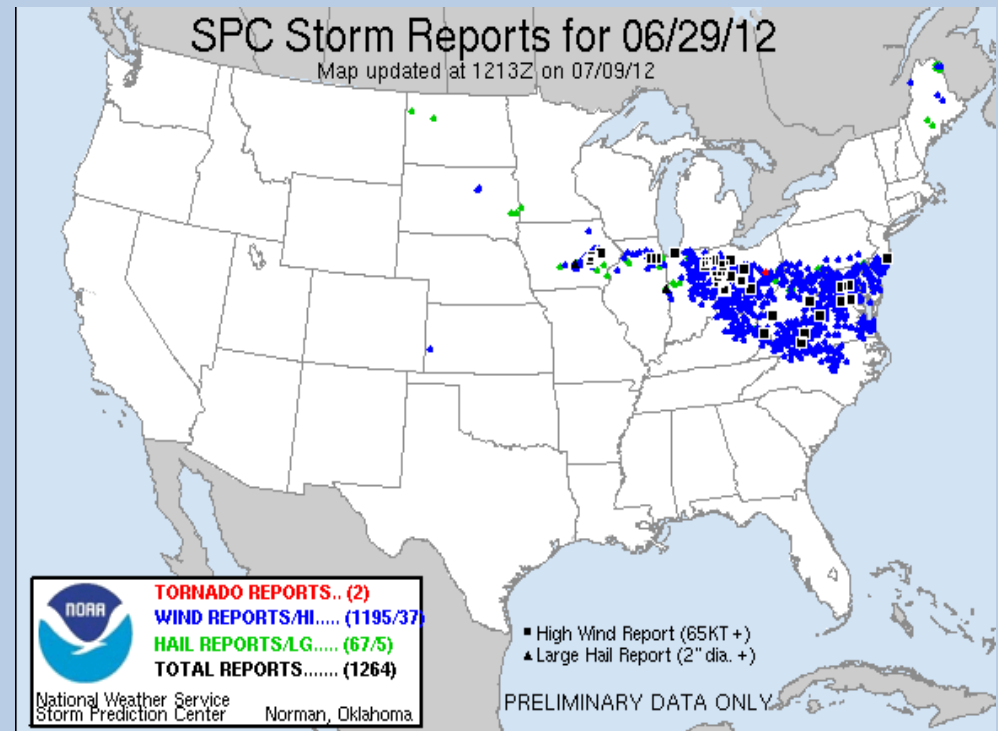 SPC Storm Reports for 06/29/12
Map updated at 1213Z on 07/09/12
NOAA
TORNADO REPORTS.. (2)
WIND REPORTS/HI..... (1195/37)
HAIL REPORTS/LG..... (67/5)
TOTAL REPORTS....... (1264)
National Weather Service
Storm Prediction Center Norman, Oklahoma
High Wind Report (65KT +)
Large Hail Report (2" dia. +)
PRELIMINARY DATA ONLY